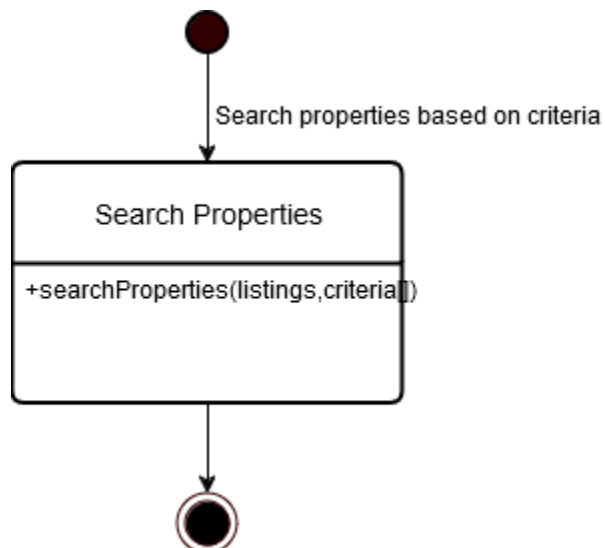 Search properties based on criteria
Search Properties
+searchProperties(listings,criteria[])